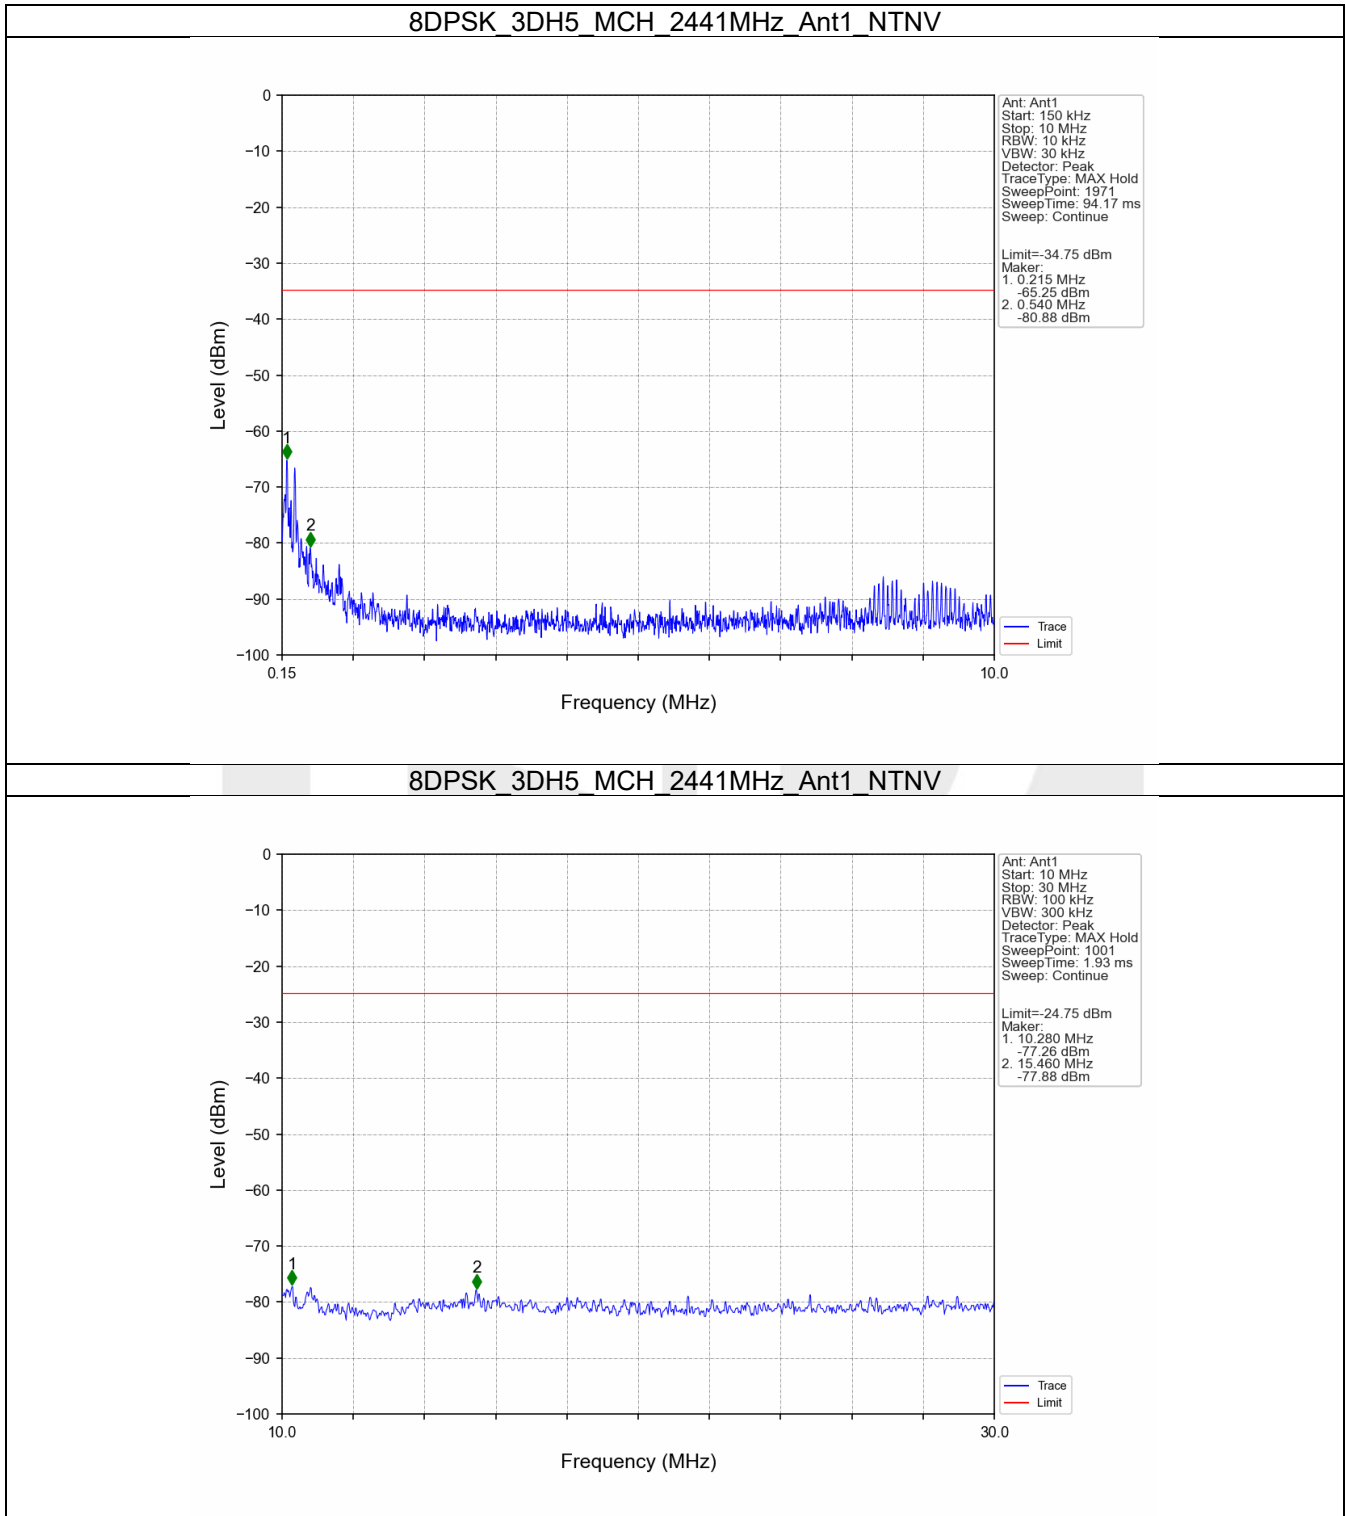 8DPSK_3DH5_MCH_2441MHz_Ant1_NTNV
0
−10
−20
−30
−40
−50
−60
−70
−80
−90
−100
Level (dBm)
1
2
0.15
10.0
Frequency (MHz)
Ant: Ant1
Start: 150 kHz
Stop: 10 MHz
RBW: 10 kHz
VBW: 30 kHz
Detector: Peak
TraceType: MAX Hold
SweepPoint: 1971
SweepTime: 94.17 ms
Sweep: Continue
Limit=-34.75 dBm
Maker:
1. 0.215 MHz
-65.25 dBm
2. 0.540 MHz
-80.88 dBm
Trace
Limit
8DPSK_3DH5_MCH_2441MHz_Ant1_NTNV
0
−10
−20
−30
−40
−50
−60
−70
−80
−90
−100
Level (dBm)
1
2
10.0
30.0
Frequency (MHz)
Ant: Ant1
Start: 10 MHz
Stop: 30 MHz
RBW: 100 kHz
VBW: 300 kHz
Detector: Peak
TraceType: MAX Hold
SweepPoint: 1001
SweepTime: 1.93 ms
Sweep: Continue
Limit=-24.75 dBm
Maker:
1. 10.280 MHz
-77.26 dBm
2. 15.460 MHz
-77.88 dBm
Trace
Limit